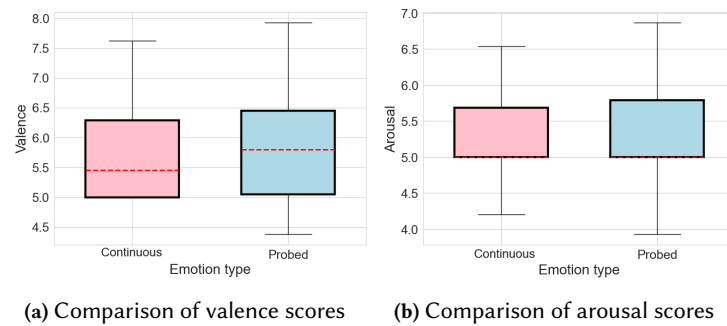 8.0
7.5
7.0
6.5
6.0
5.5
5.0
4.5
Valence
Continuous
Probed
Emotion type
(a) Comparison of valence scores
7.0
6.5
6.0
5.5
5.0
4.5
4.0
Arousal
Continuous
Probed
Emotion type
(b) Comparison of arousal scores